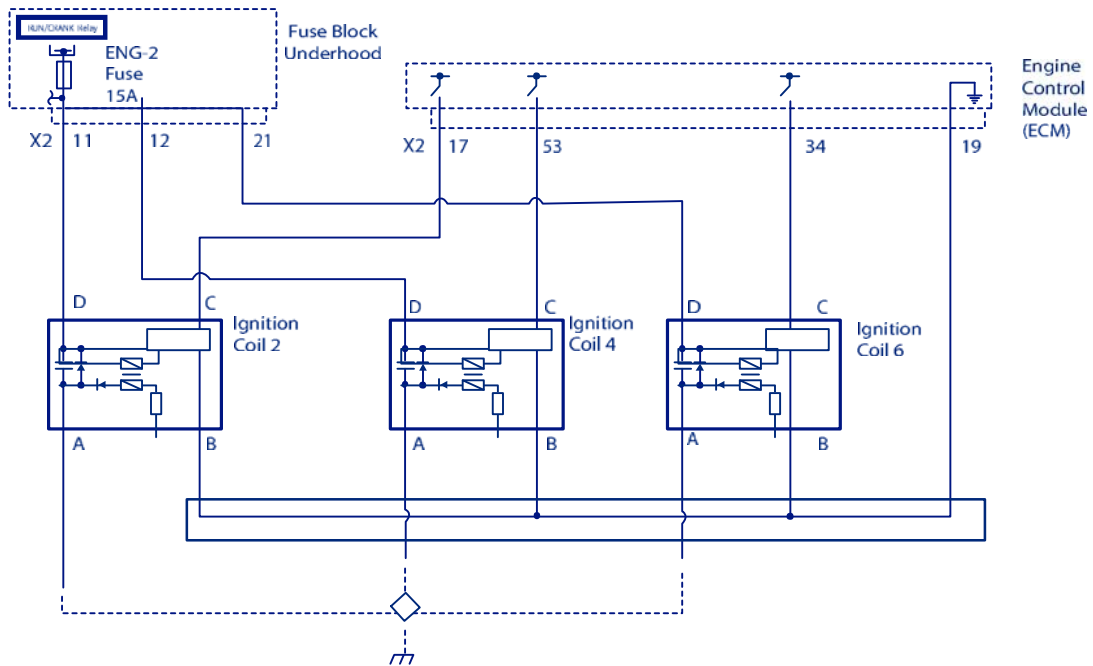 RUN/CRANK Relay
ENG-2
Fuse
15A
Fuse Block
Underhood
Engine
Control
Module
(ECM)
X2 11 12 21
X2 17 53 34 19
D C
Ignition
Coil 2
D C
Ignition
Coil 4
D C
Ignition
Coil 6
A B
A B
A B